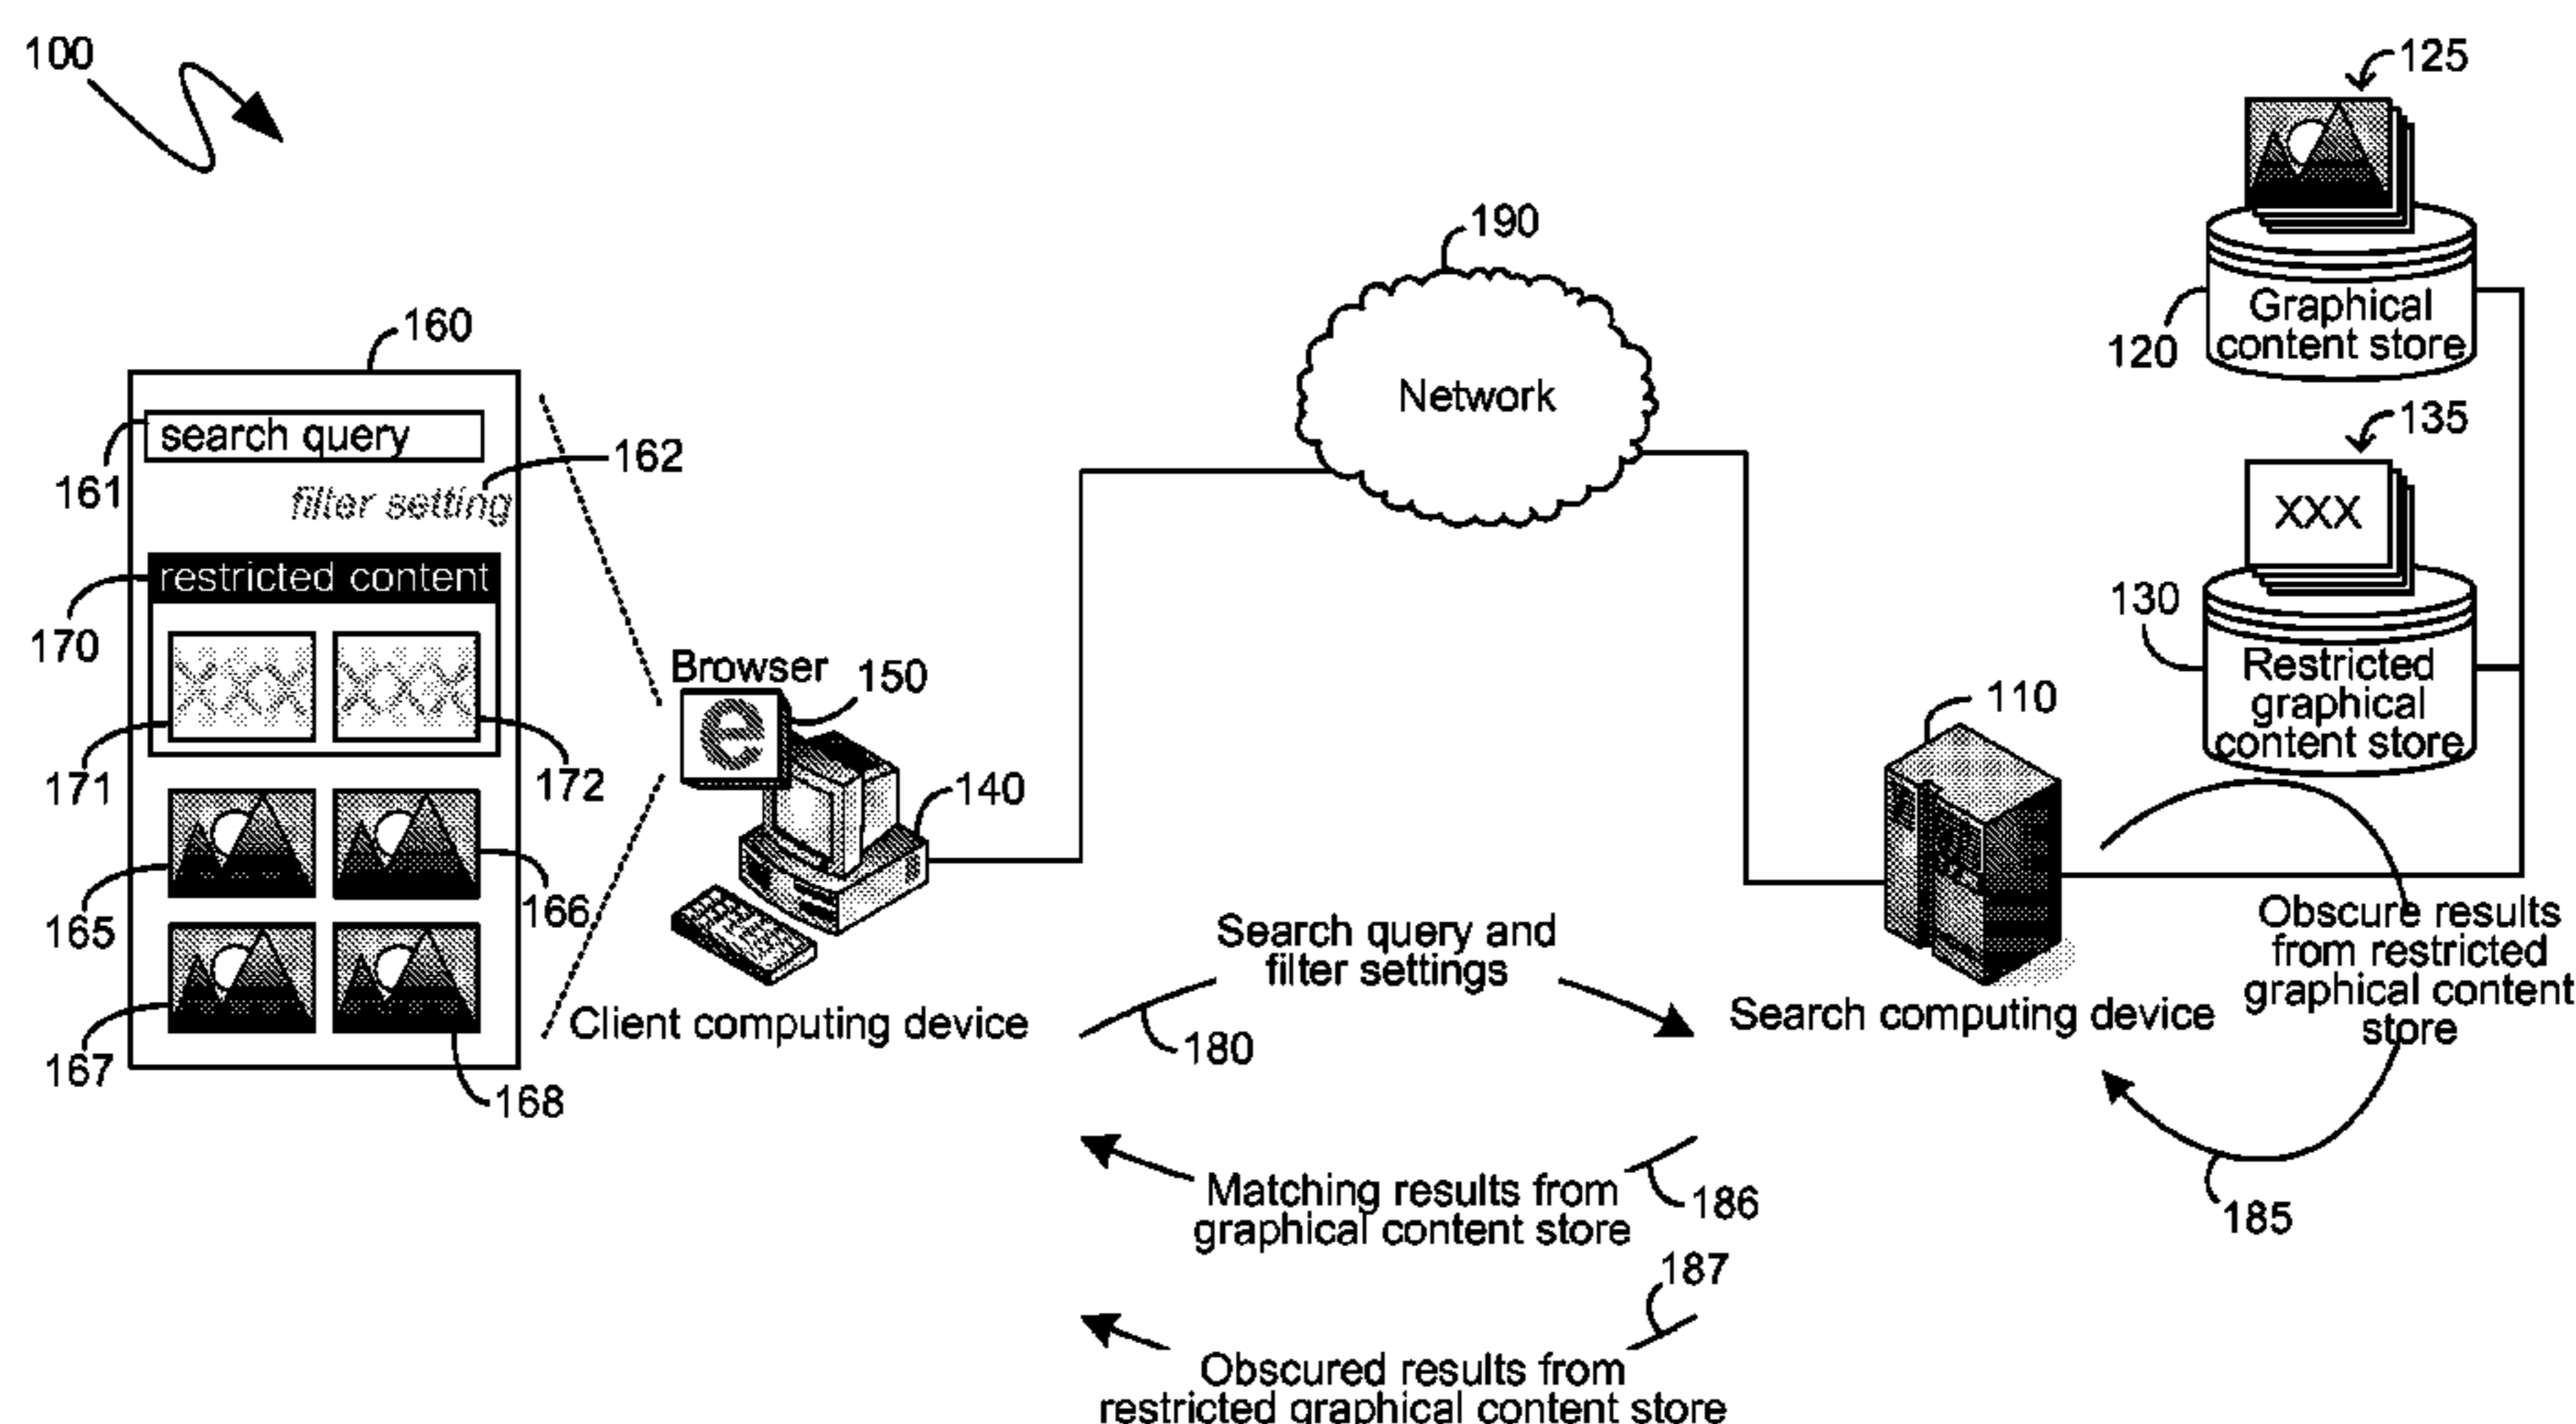 100
125
190
Graphical
content store
120
160
Network
135
search query
161
162
filter setting
XXX
130
restricted content
170
Restricted
graphical
content store
XXX
XXX
Browser
150
e
110
171
172
140
165
166
Search query and
filter settings
Obscure results
from restricted
graphical content
store
167
168
Client computing device
180
Search computing device
Matching results from
graphical content store
186
185
187
Obscured results from
restricted graphical content store